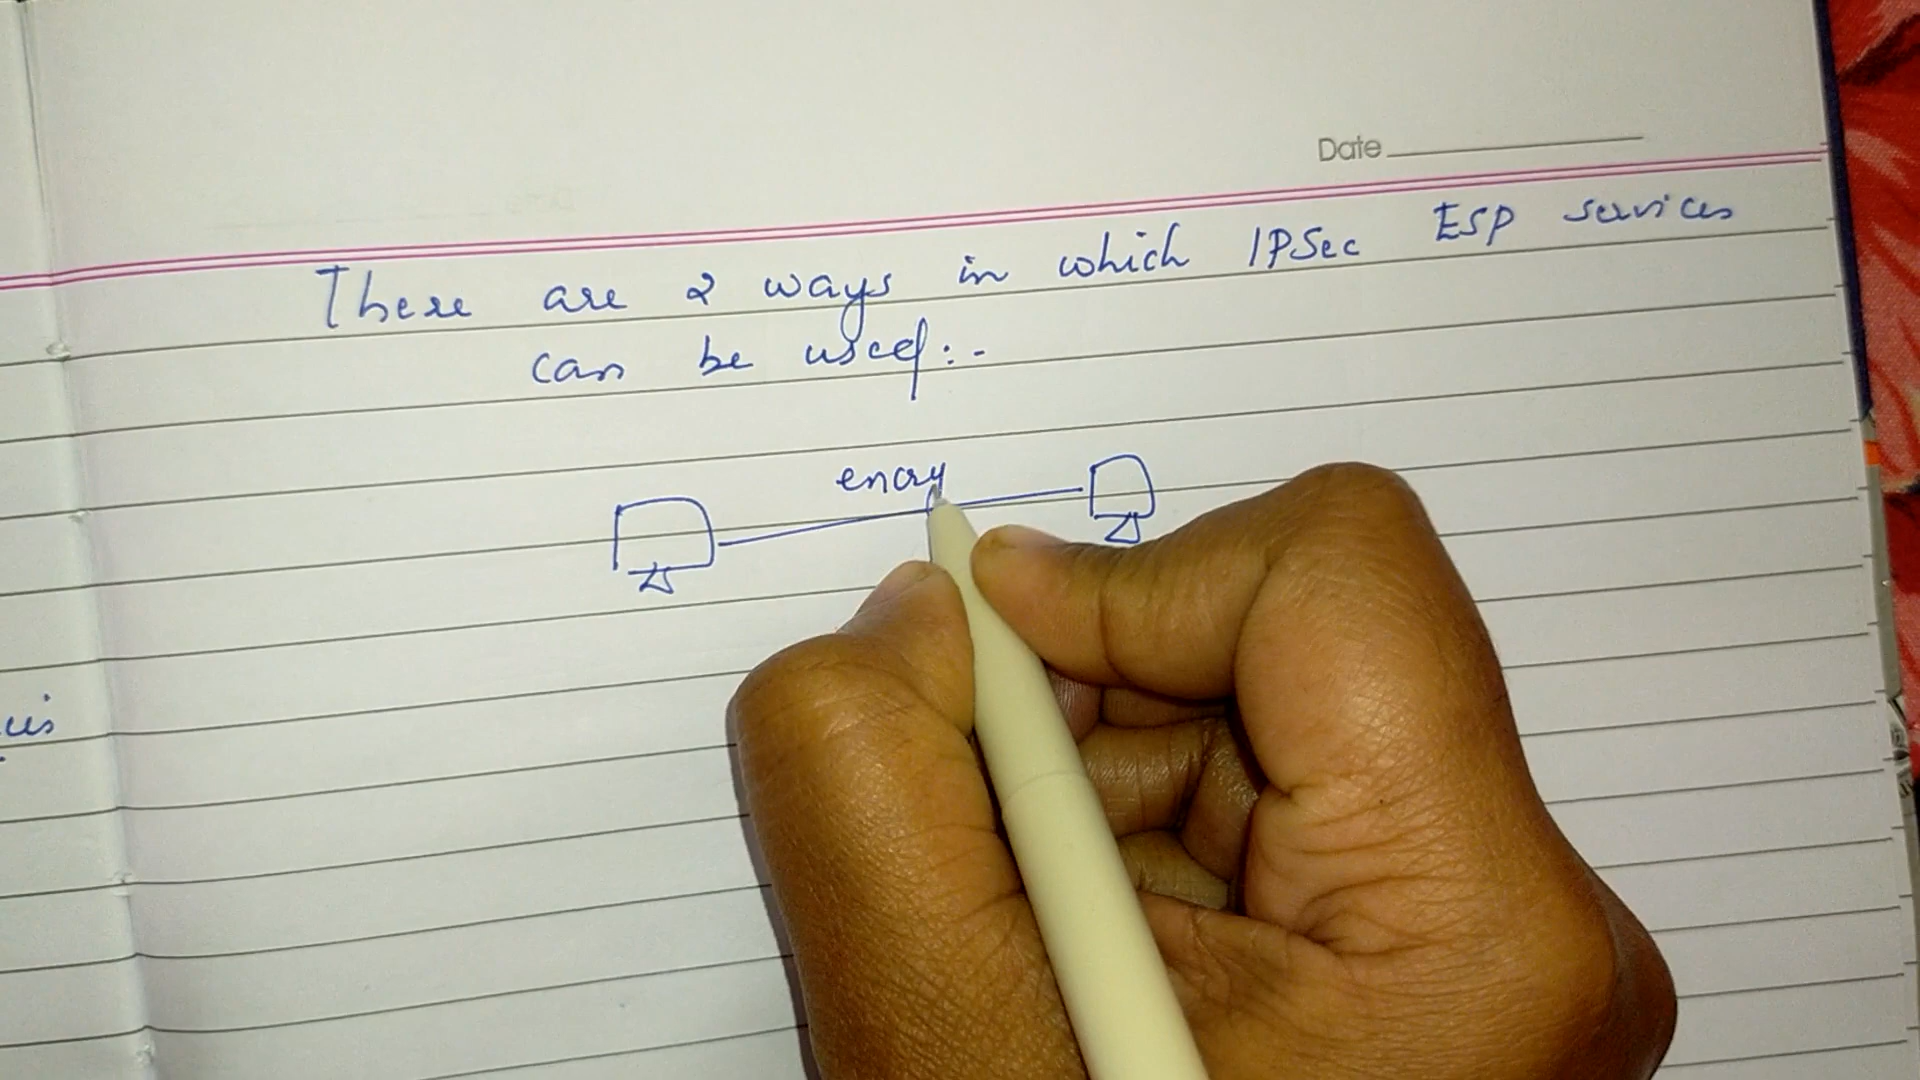 Date
There are 2 ways in which IPSec ESP services
can be used:-
encry